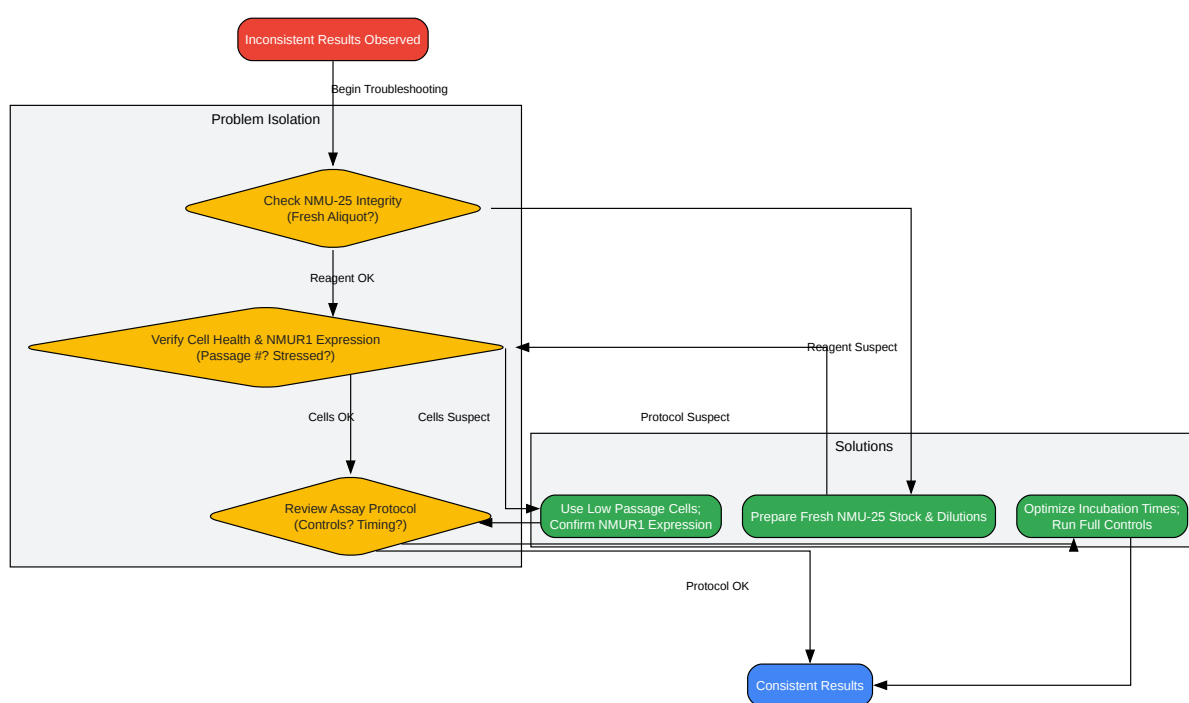 Inconsistent Results Observed
Begin Troubleshooting
Problem Isolation
Check NMU-25 Integrity
(Fresh Aliquot?)
Reagent OK
Verify Cell Health & NMUR1 Expression
(Passage #? Stressed?)
Reagent Suspect
Cells OK
Cells Suspect
Protocol Suspect
Solutions
Review Assay Protocol
(Controls? Timing?)
Use Low Passage Cells;
Confirm NMUR1 Expression
Prepare Fresh NMU-25 Stock & Dilutions
Optimize Incubation Times;
Run Full Controls
Protocol OK
Consistent Results